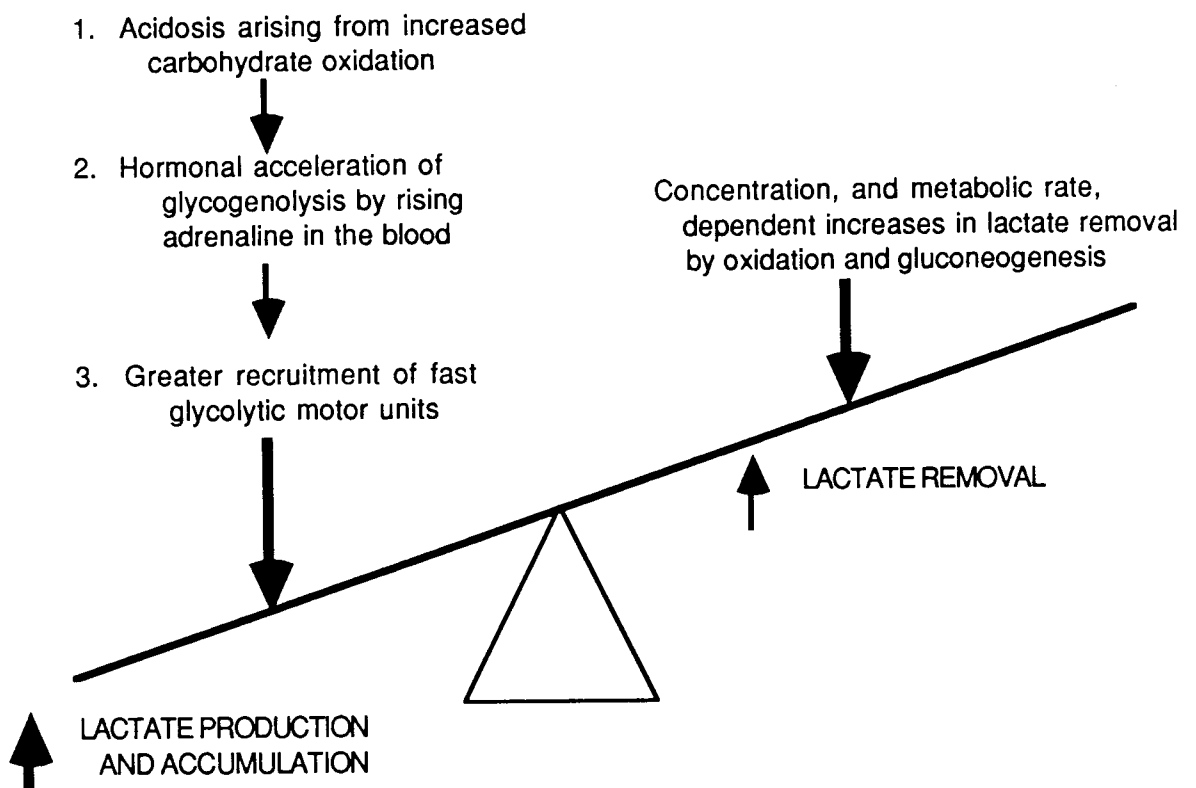 1. Acidosis arising from increased
carbohydrate oxidation
2. Hormonal acceleration of
glycogenolysis by rising
adrenaline in the blood
3. Greater recruitment of fast
glycolytic motor units
Concentration, and metabolic rate,
dependent increases in lactate removal
by oxidation and gluconeogenesis
LACTATE REMOVAL
LACTATE PRODUCTION
AND ACCUMULATION